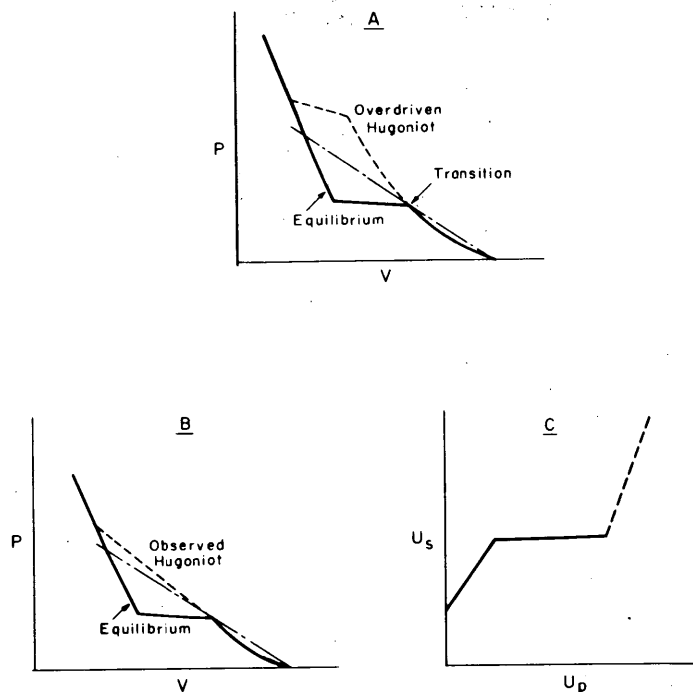 A
Overdriven
Hugoniot
P
Transition
Equilibrium
V
B
P
Observed
Hugoniot
Equilibrium
V
C
Us
Up